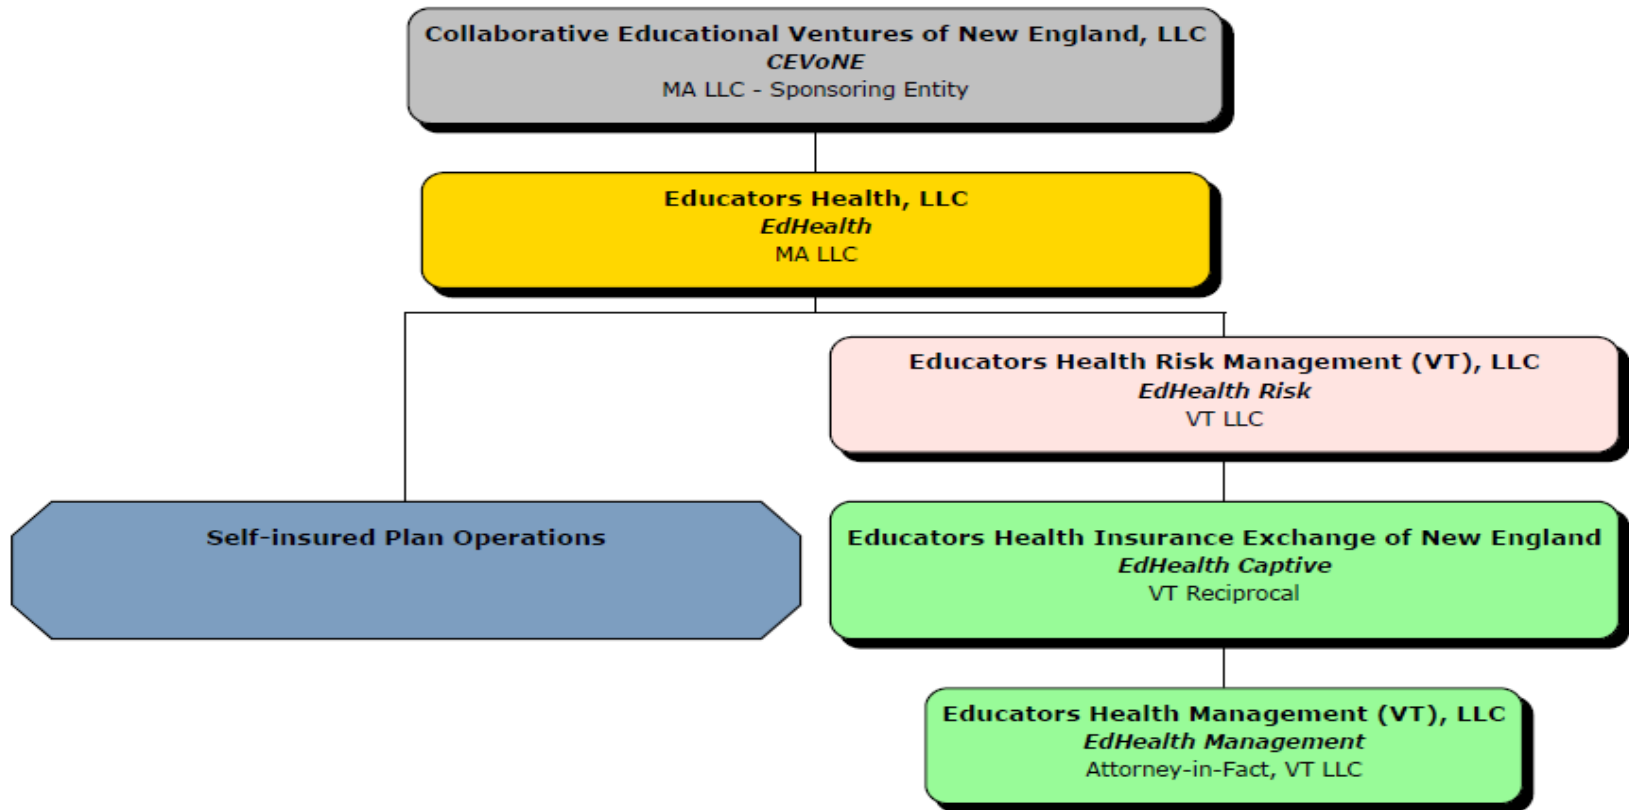 Collaborative Educational Ventures of New England, LLC
CEVoNE
MA LLC - Sponsoring Entity
Educators Health, LLC
EdHealth
MA LLC
Educators Health Risk Management (VT), LLC
EdHealth Risk
VT LLC
Self-insured Plan Operations
Educators Health Insurance Exchange of New England
EdHealth Captive
VT Reciprocal
Educators Health Management (VT), LLC
EdHealth Management
Attorney-in-Fact, VT LLC